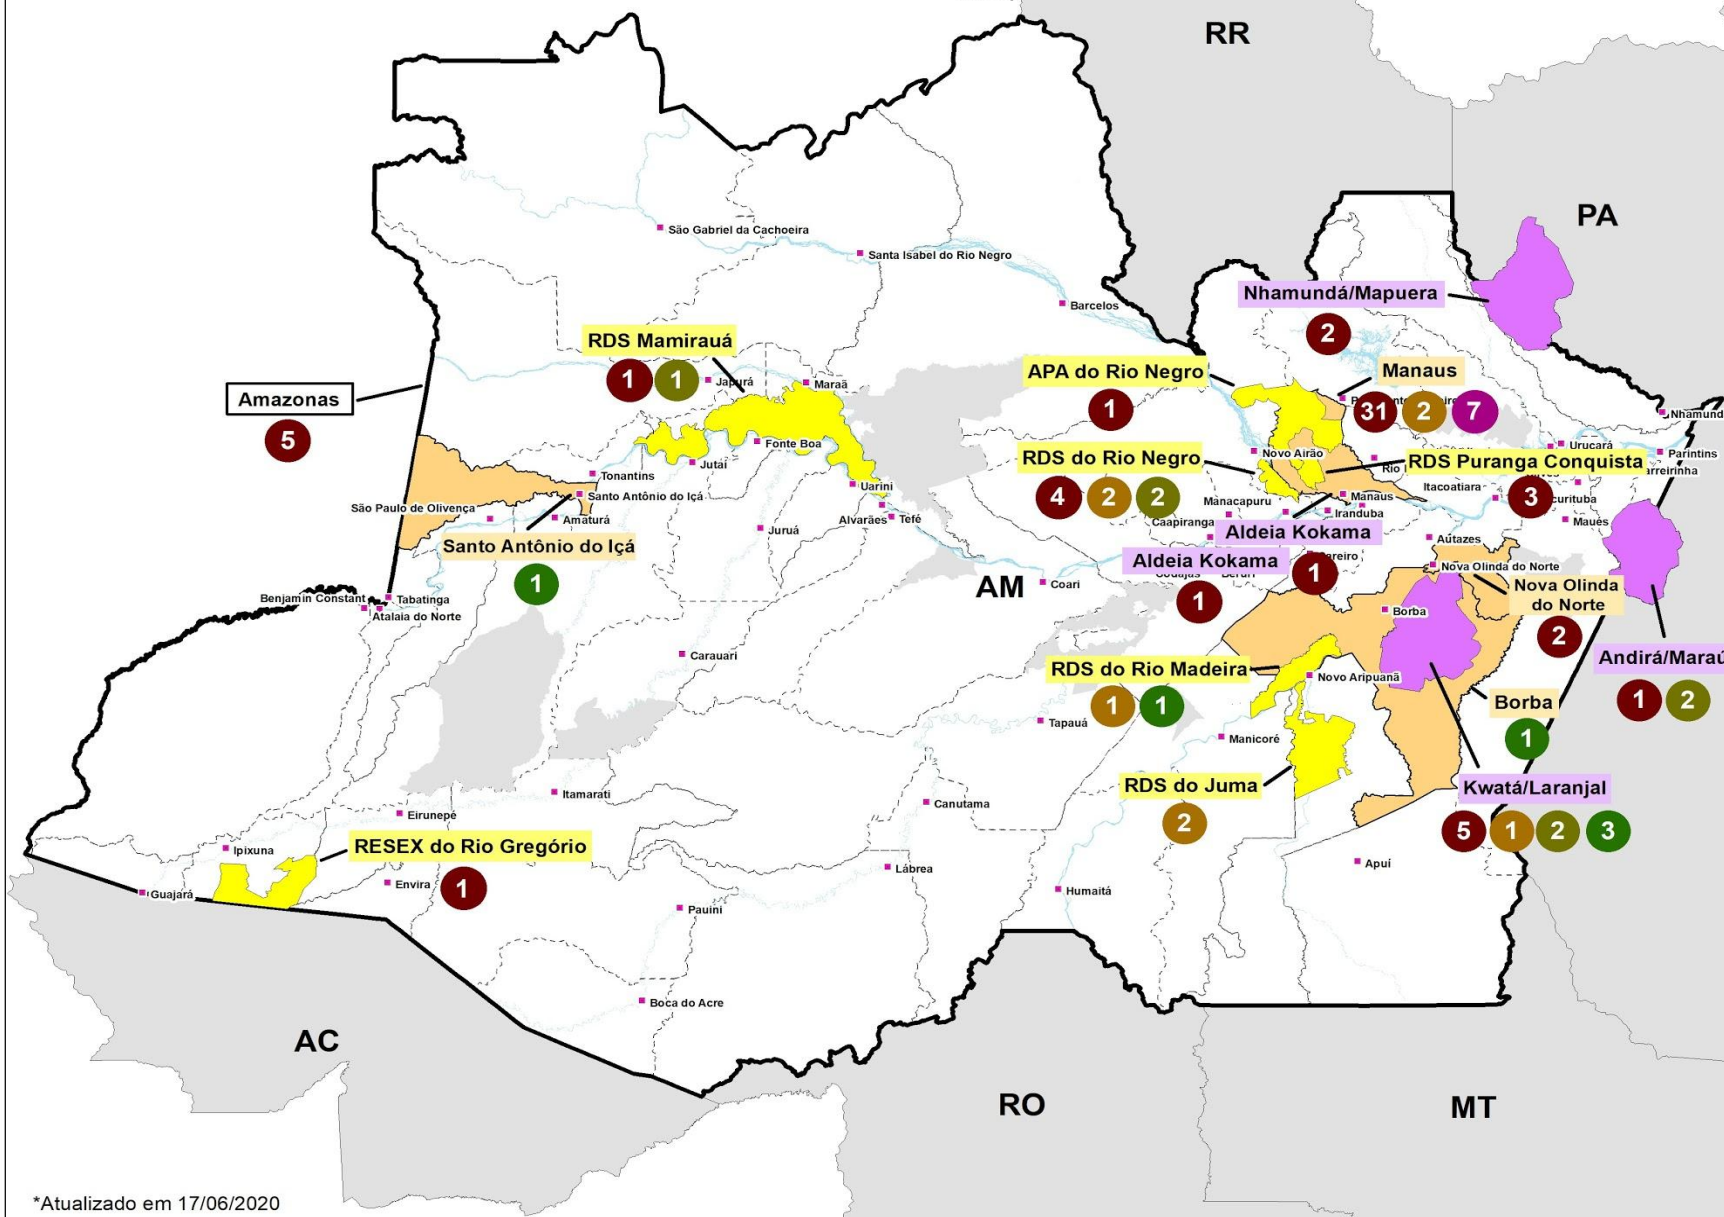 RR
PA
São Gabriel da Cachoeira
Santa Isabel do Rio Negro
Barcelos
Nhamundá/Mapuera
2
RDS Mamirauá
1 1
Japurá
Maraã
APA do Rio Negro
1
Manaus
31 2 7
Amazonas
5
Nhamund
Urucará
Parintins
Fonte Boa
Novo Airão
RDS do Rio Negro
4 2 2
Rio
RDS Puranga Conquista
3
Jutaí
Tonantins
Uarini
Itacoatiara
Santo Antônio do Içá
São Paulo de Olivença
Manacapuru
Manaus
Iranduba
Amaturá
Alvarães
Tefé
Caapiranga
Maués
Juruá
Aldeia Kokama
1
Autazes
Santo Antônio do Içá
1
Aldeia Kokama
1
Nova Olinda do Norte
Coari
AM
Nova Olinda
do Norte
2
Benjamin Constant
Tabatinga
Atalaia do Norte
Borba
Carauari
Andirá/Maraú
1 2
RDS do Rio Madeira
1 1
Novo Aripuanã
Borba
1
Tapauá
Manicoré
RDS do Juma
2
Kwatá/Laranjal
5 1 2 3
Itamarati
Canutama
Eirunepé
RESEX do Rio Gregório
1
Ipixuna
Apuí
Lábrea
Envira
Guajará
Humaitá
Pauini
Boca do Acre
AC
RO
MT
*Atualizado em 17/06/2020